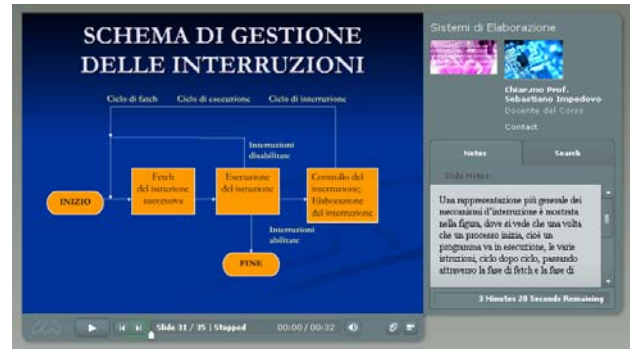 SCHEMA DI GESTIONE
DELLE INTERRUZIONI
Ciclo di fetch
Ciclo di esecuzione
Ciclo di interruzione
Interruzioni
disabilitate
INIZIO
Fetch
del istruzione
successiva
Esecuzione
del istruzione
Controllo del
interruzione;
Elaborazione
del interruzione
Interruzioni
abilitate
FINE
Slide 31 / 35 | Stopped
00:00 / 00:32
Sistemi di Elaborazione
Chiar.mo Prof.
Sebastiano Impedovo
Docente del Corso
Contact
Notes
Search
Slide Notes
Una rappresentazione più generale dei
meccanismi d'interruzione è mostrata
nella figura, dove si vede che una volta
che un processo inizia, cioè un
programma va in esecuzione, le varie
istruzioni, ciclo dopo ciclo, passando
attraverso la fase di fetch e la fase di
3 Minutes 28 Seconds Remaining